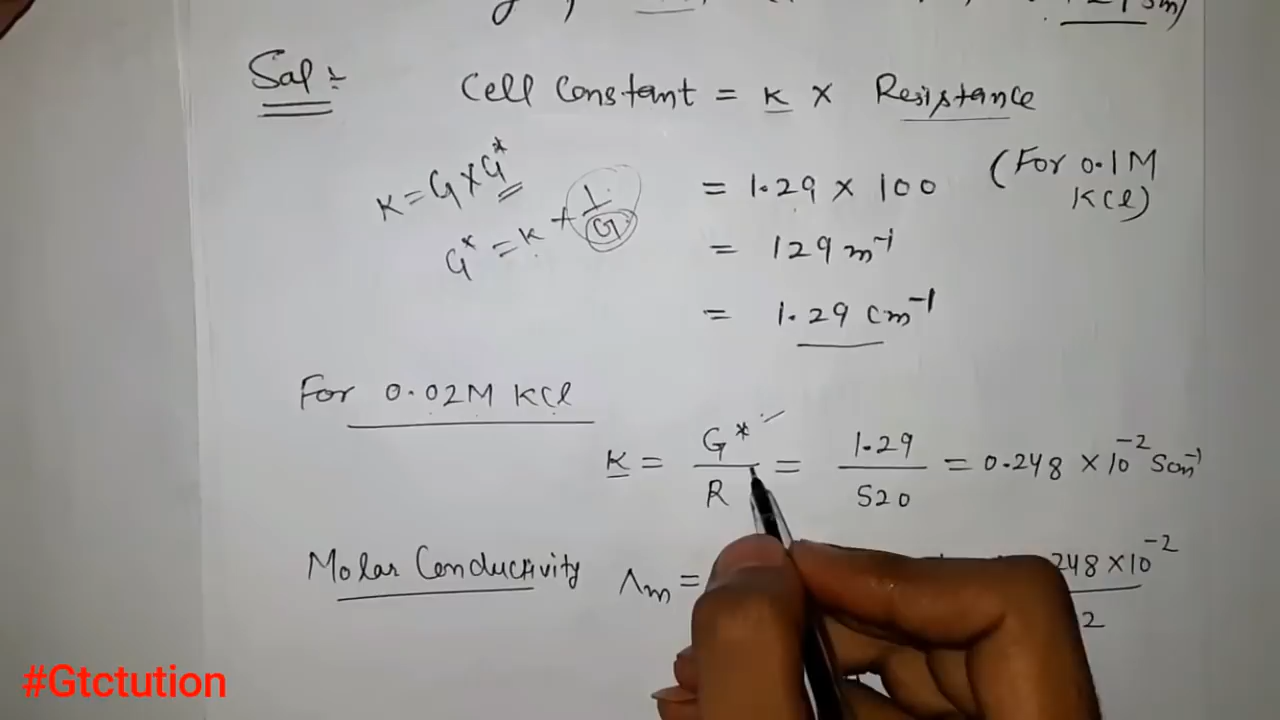 Sol :-
Cell Constant = K × Resistance
K = G × G*
G* = K × 1/G
= 1.29 × 100 (For 0.1M KCl)
= 129 m⁻¹
= 1.29 cm⁻¹
For 0.02M KCl
K = G*/R = 1.29/520 = 0.248 × 10⁻² Scm⁻¹
Molar Conductivity Λm = 248 × 10⁻²
2
#Gtctution